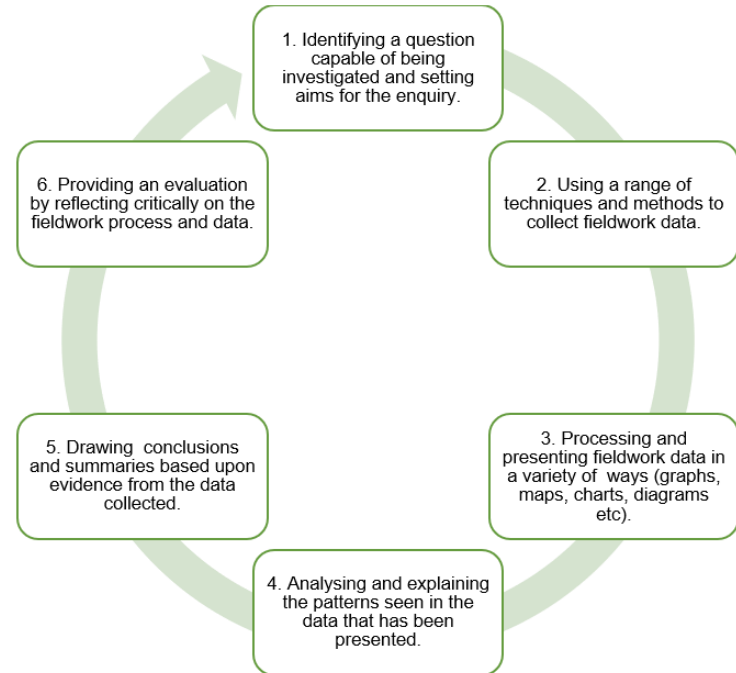 1. Identifying a question
capable of being
investigated and setting
aims for the enquiry.
2. Using a range of
techniques and methods to
collect fieldwork data.
3. Processing and
presenting fieldwork data in
a variety of ways (graphs,
maps, charts, diagrams
etc).
4. Analysing and explaining
the patterns seen in the
data that has been
presented.
5. Drawing conclusions
and summaries based upon
evidence from the data
collected.
6. Providing an evaluation
by reflecting critically on the
fieldwork process and data.